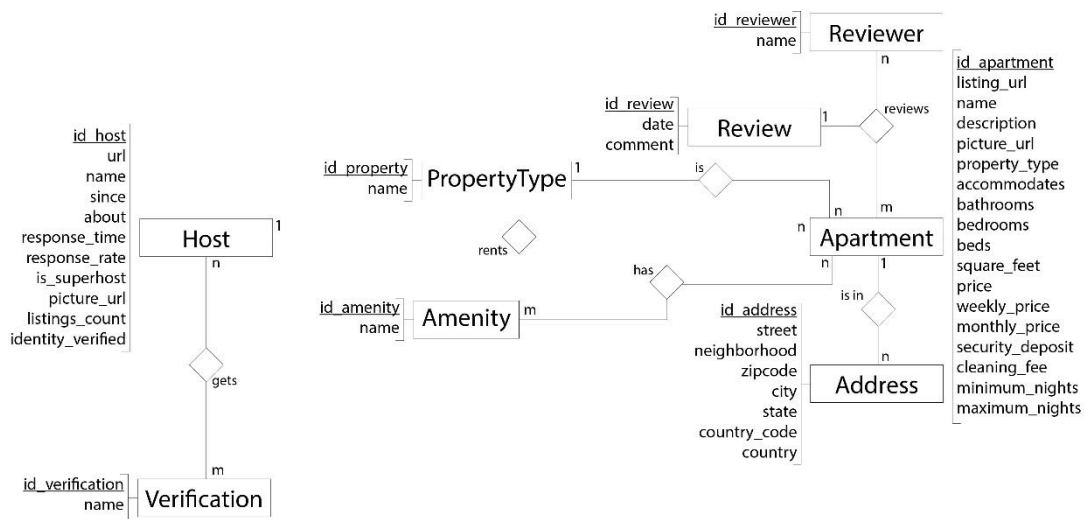 id_reviewer
name
Reviewer
n
id_apartment
listing_url
name
description
picture_url
property_type
accommodates
bathrooms
bedrooms
beds
square_feet
price
weekly_price
monthly_price
security_deposit
cleaning_fee
minimum_nights
maximum_nights
reviews
id_review
date
comment
Review
1
m
id_host
url
name
since
about
response_time
response_rate
is_superhost
picture_url
listings_count
identity_verified
Host
1
n
id_property
name
PropertyType
1
is
n
n
Apartment
n
1
rents
has
id_amenity
name
Amenity
m
is in
id_address
street
neighborhood
zipcode
city
state
country_code
country
n
Address
gets
m
id_verification
name
Verification